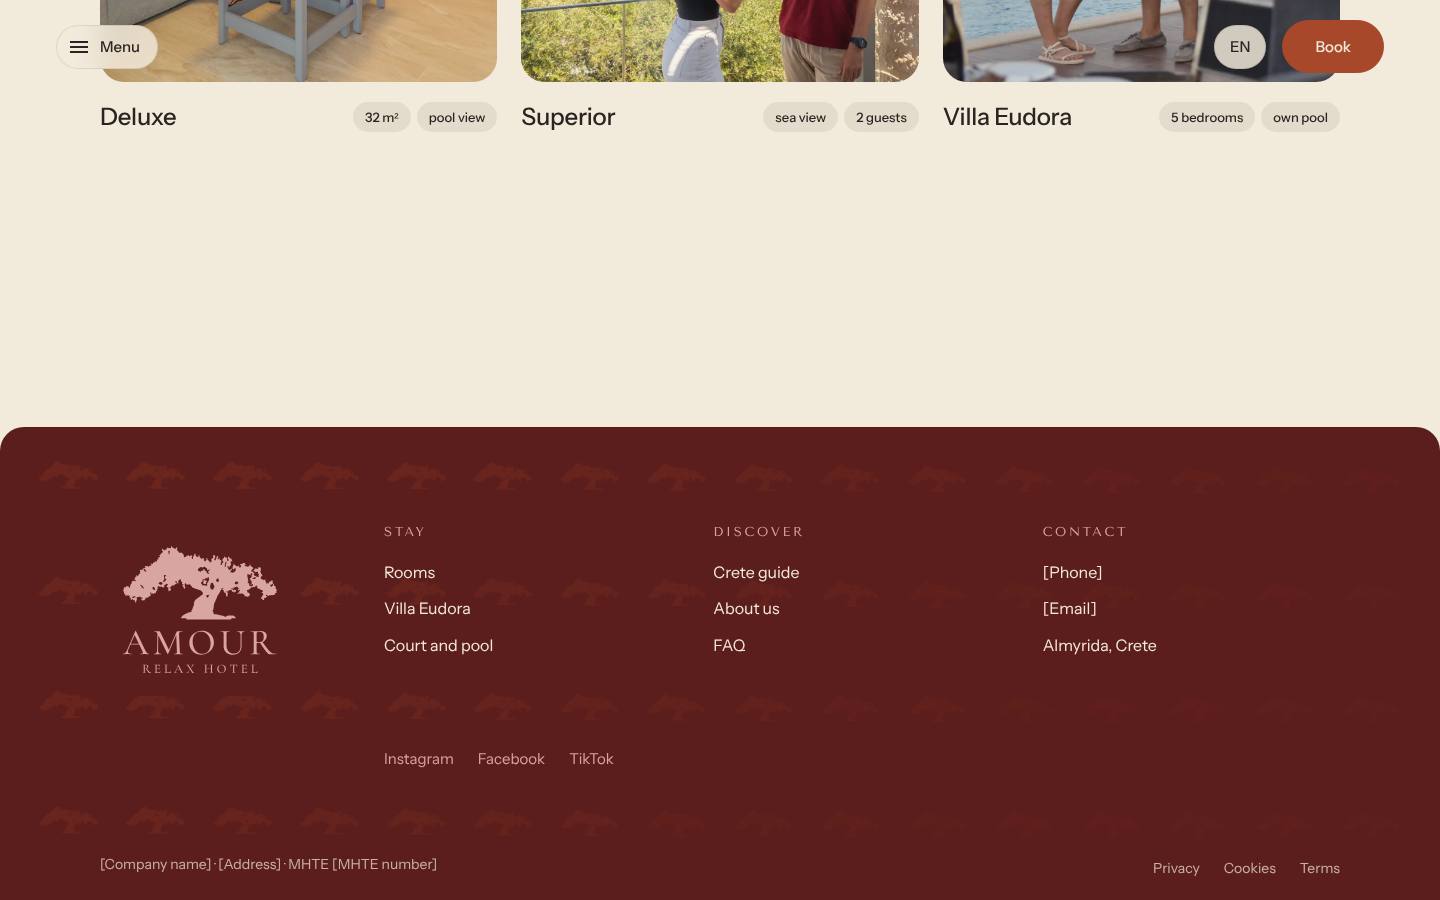 Menu
EN
Book
Deluxe
32 m²
pool view
Superior
sea view
2 guests
Villa Eudora
5 bedrooms
own pool
AMOUR
RELAX HOTEL
STAY
Rooms
Villa Eudora
Court and pool
DISCOVER
Crete guide
About us
FAQ
CONTACT
[Phone]
[Email]
Almyrida, Crete
Instagram
Facebook
TikTok
[Company name] · [Address] · MHTE [MHTE number]
Privacy
Cookies
Terms